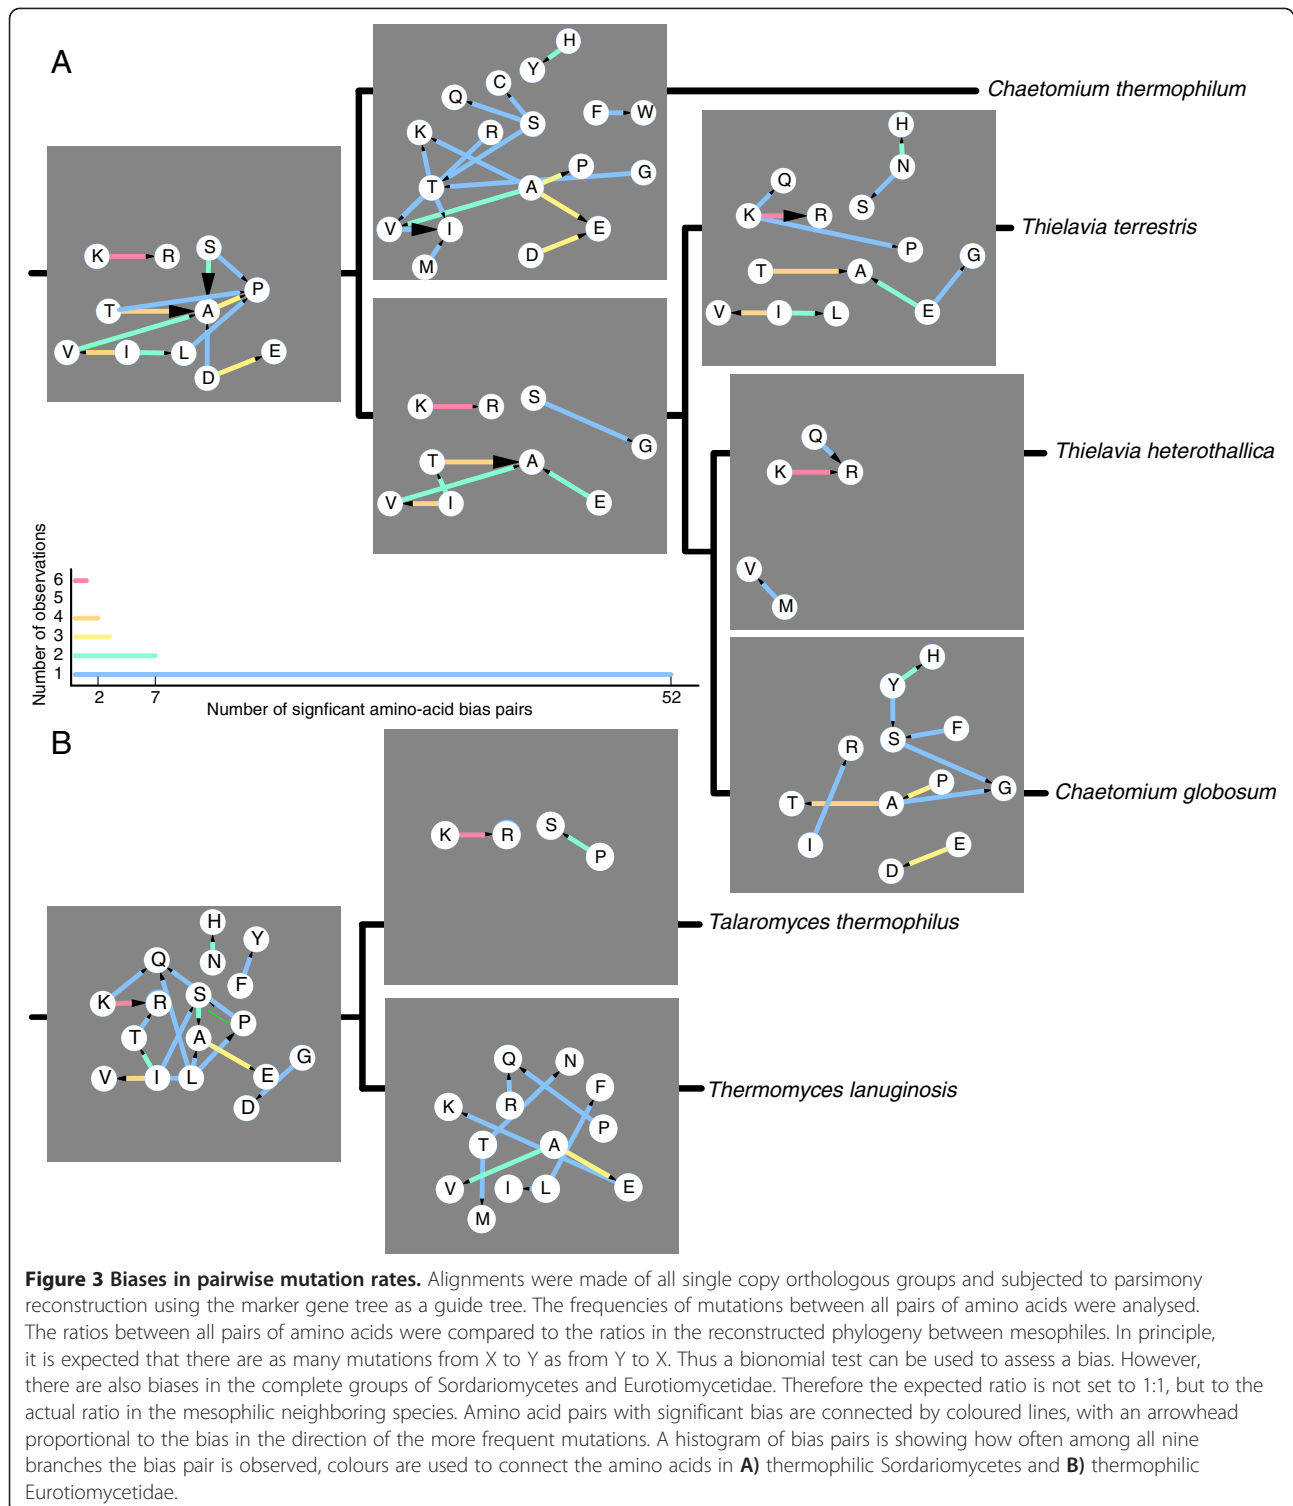 A
H
Y
C
Q
F
W
S
K
R
P
G
T
A
V
I
E
D
M
Chaetomium thermophilum
K
R
S
P
T
A
V
I
L
E
D
H
N
Q
S
K
R
P
G
T
A
V
I
L
E
Thielavia terrestris
K
R
S
G
T
A
V
I
E
Q
K
R
V
M
Thielavia heterothallica
Number of observations
6
5
4
3
2
1
2
7
52
Number of signficant amino-acid bias pairs
H
Y
R
S
F
P
G
T
A
I
E
D
Chaetomium globosum
B
K
R
S
P
Talaromyces thermophilus
H
Y
Q
N
F
K
R
S
P
T
A
G
V
I
L
E
D
Q
N
F
K
R
P
T
A
V
I
L
E
M
Thermomyces lanuginosis
Figure 3 Biases in pairwise mutation rates. Alignments were made of all single copy orthologous groups and subjected to parsimony
reconstruction using the marker gene tree as a guide tree. The frequencies of mutations between all pairs of amino acids were analysed.
The ratios between all pairs of amino acids were compared to the ratios in the reconstructed phylogeny between mesophiles. In principle,
it is expected that there are as many mutations from X to Y as from Y to X. Thus a bionomial test can be used to assess a bias. However,
there are also biases in the complete groups of Sordariomycetes and Eurotiomycetidae. Therefore the expected ratio is not set to 1:1, but to the
actual ratio in the mesophilic neighboring species. Amino acid pairs with significant bias are connected by coloured lines, with an arrowhead
proportional to the bias in the direction of the more frequent mutations. A histogram of bias pairs is showing how often among all nine
branches the bias pair is observed, colours are used to connect the amino acids in A) thermophilic Sordariomycetes and B) thermophilic
Eurotiomycetidae.